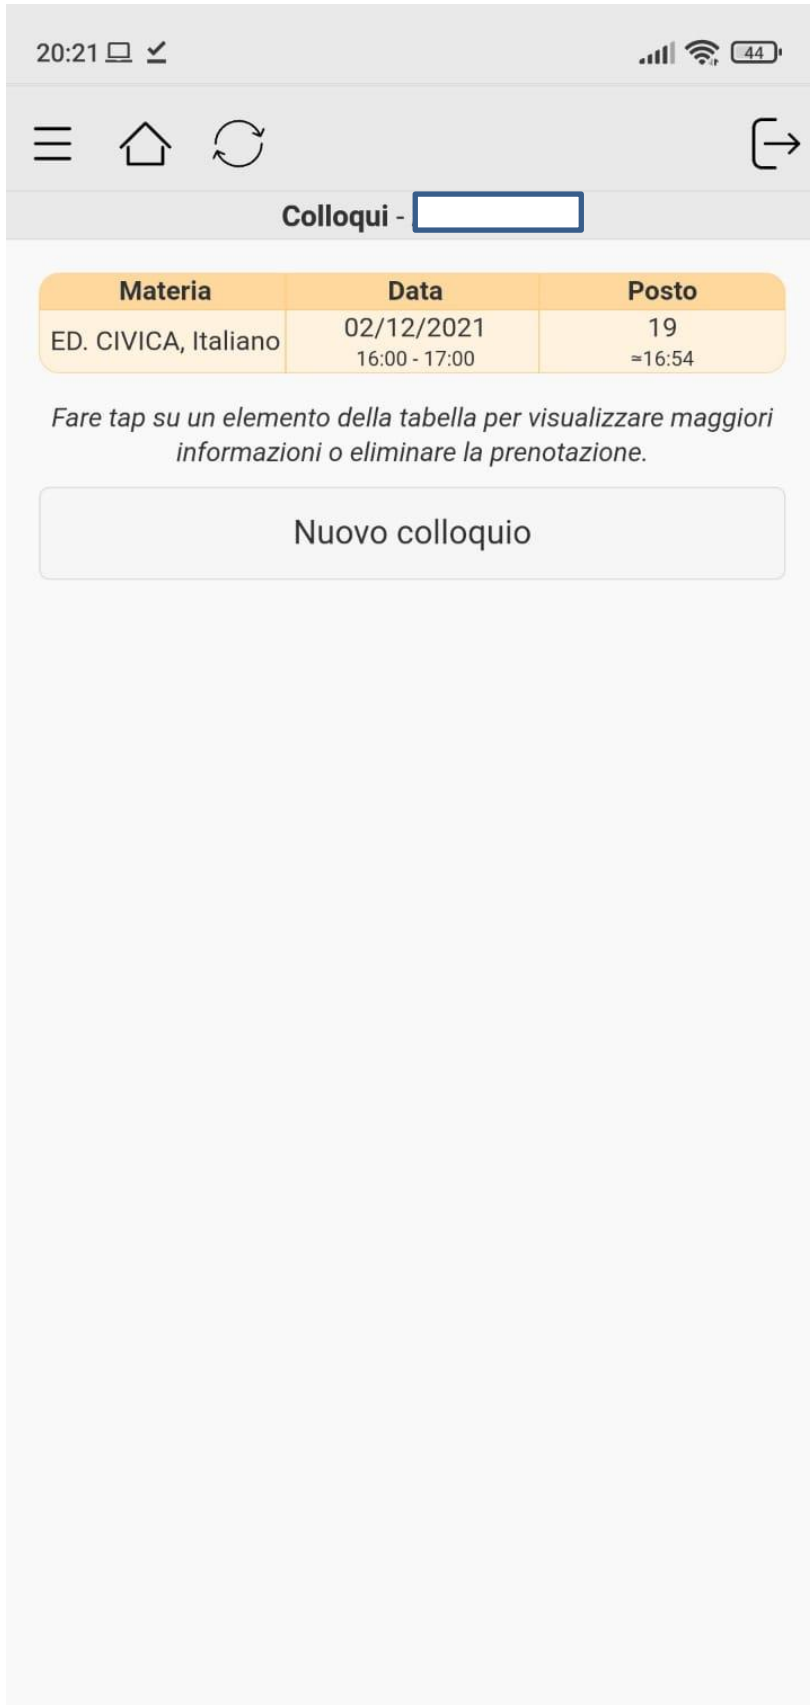 20:21
44
Colloqui -
Materia Data Posto
ED. CIVICA, Italiano 02/12/2021 19
16:00 - 17:00 ≃16:54
Fare tap su un elemento della tabella per visualizzare maggiori
informazioni o eliminare la prenotazione.
Nuovo colloquio